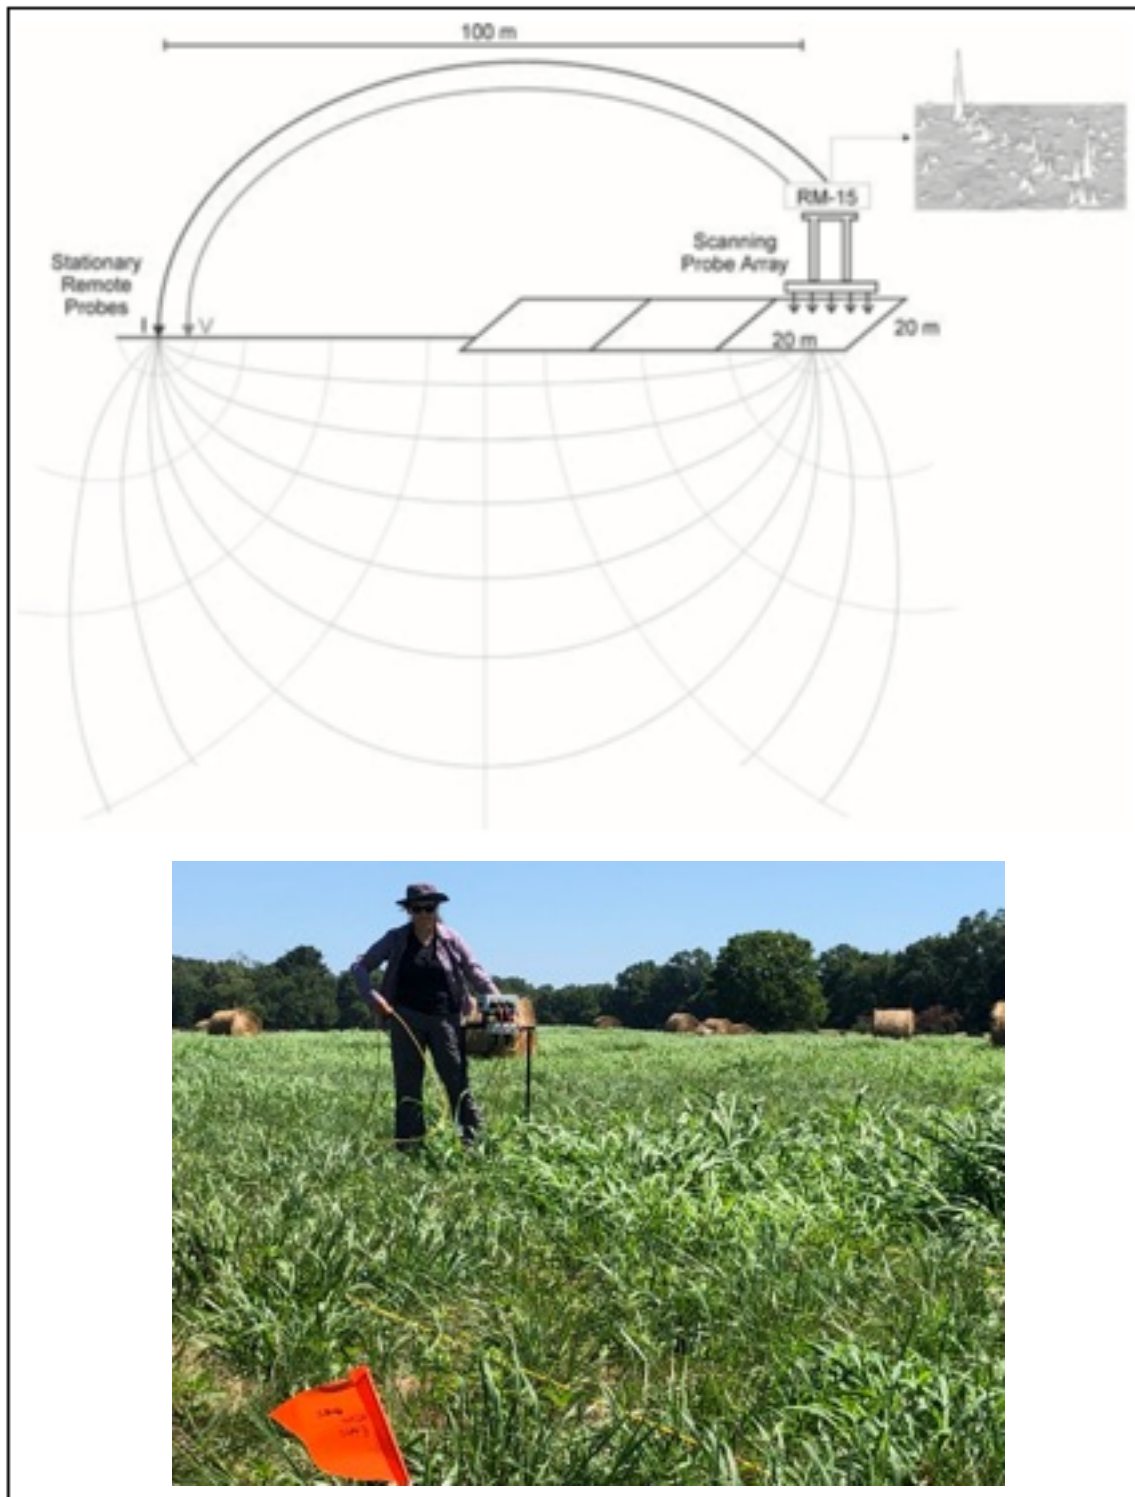 100 m
RM-15
Scanning
Probe Array
Stationary
Remote
Probes
I
V
20 m
20 m